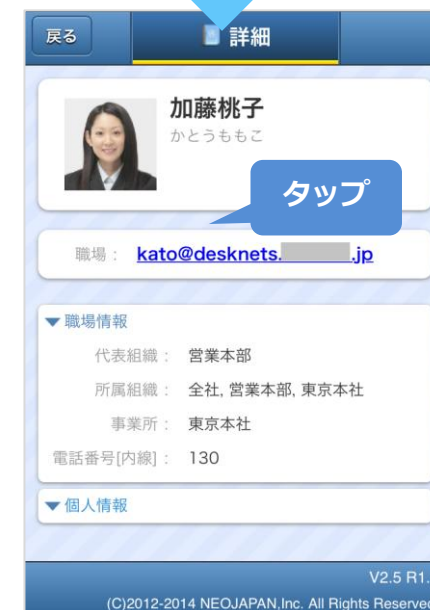 戻る
詳細
加藤桃子
かとうももこ
タップ
職場： kato@desknets. .jp
▼職場情報
代表組織： 営業本部
所属組織： 全社, 営業本部, 東京本社
事業所： 東京本社
電話番号[内線]： 130
▼個人情報
V2.5 R1.
(C)2012-2014 NEOJAPAN,Inc. All Rights Reserved